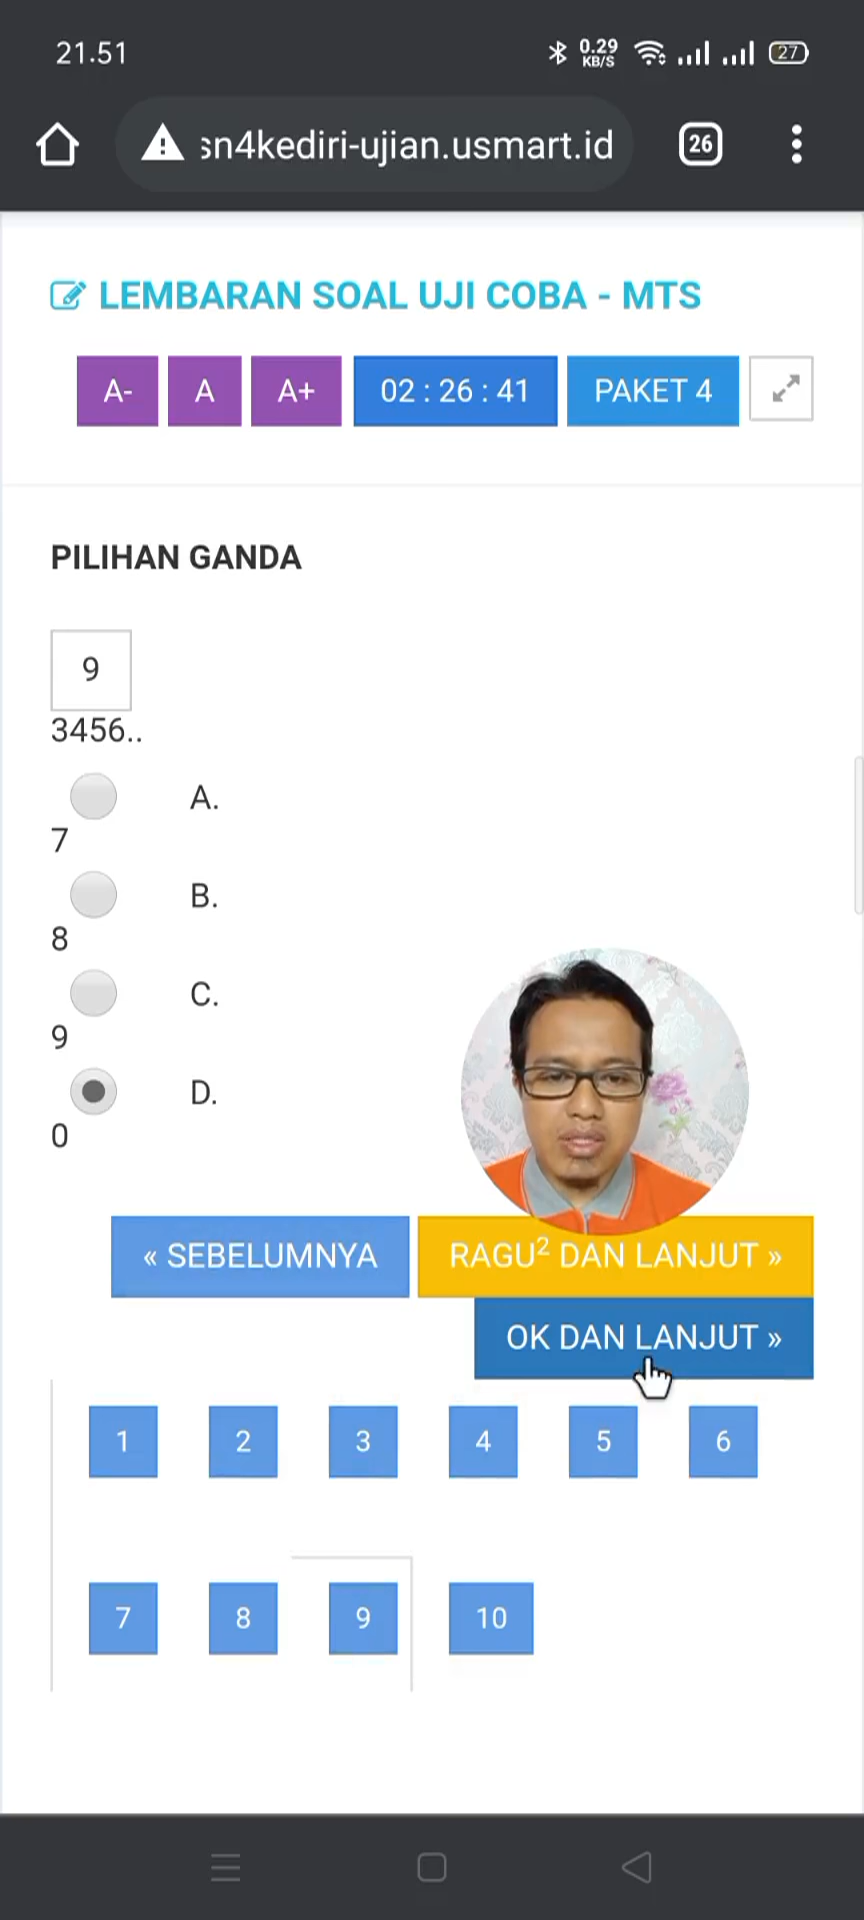 21.51
0.29
KB/S
27
sn4kediri-ujian.usmart.id
26
LEMBARAN SOAL UJI COBA - MTS
A-
A
A+
02 : 26 : 41
PAKET 4
PILIHAN GANDA
9
3456..
A.
7
B.
8
C.
9
D.
0
« SEBELUMNYA
RAGU² DAN LANJUT »
OK DAN LANJUT »
1 2 3 4 5 6
7 8 9 10